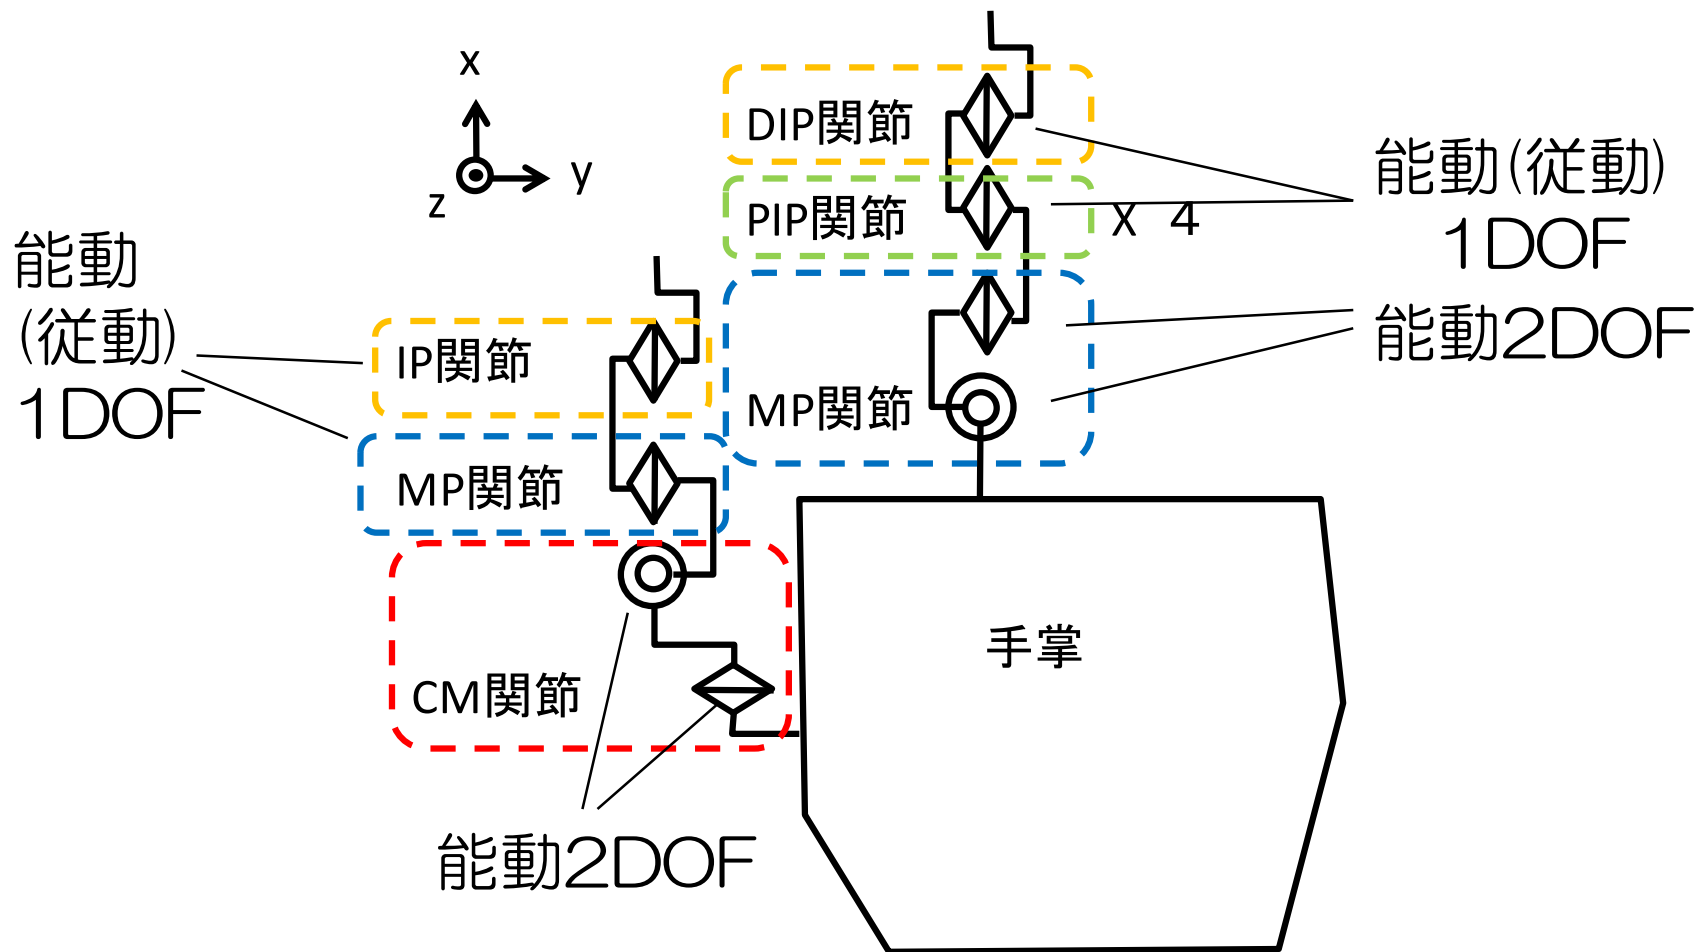 x
y
z
DIP関節
PIP関節
X 4
MP関節
能動(従動)
1DOF
能動2DOF
能動
(従動)
1DOF
IP関節
MP関節
CM関節
能動2DOF
手掌